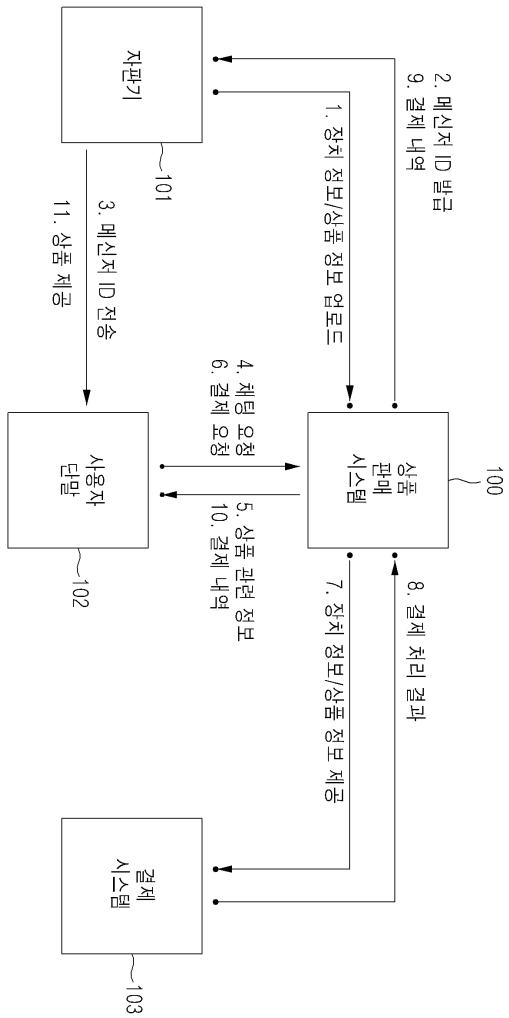 100
상품
판매
시스템
2. 메신저 ID 발급
9. 결제 내역
1. 장치 정보/상품 정보 업로드
8. 결제 처리 결과
7. 장치 정보/상품 정보 제공
4. 채팅 요청
6. 결제 요청
5. 상품 관련 정보
10. 결제 내역
자판기
101
3. 메신저 ID 전송
11. 상품 제공
사용자
단말
102
결제
시스템
103